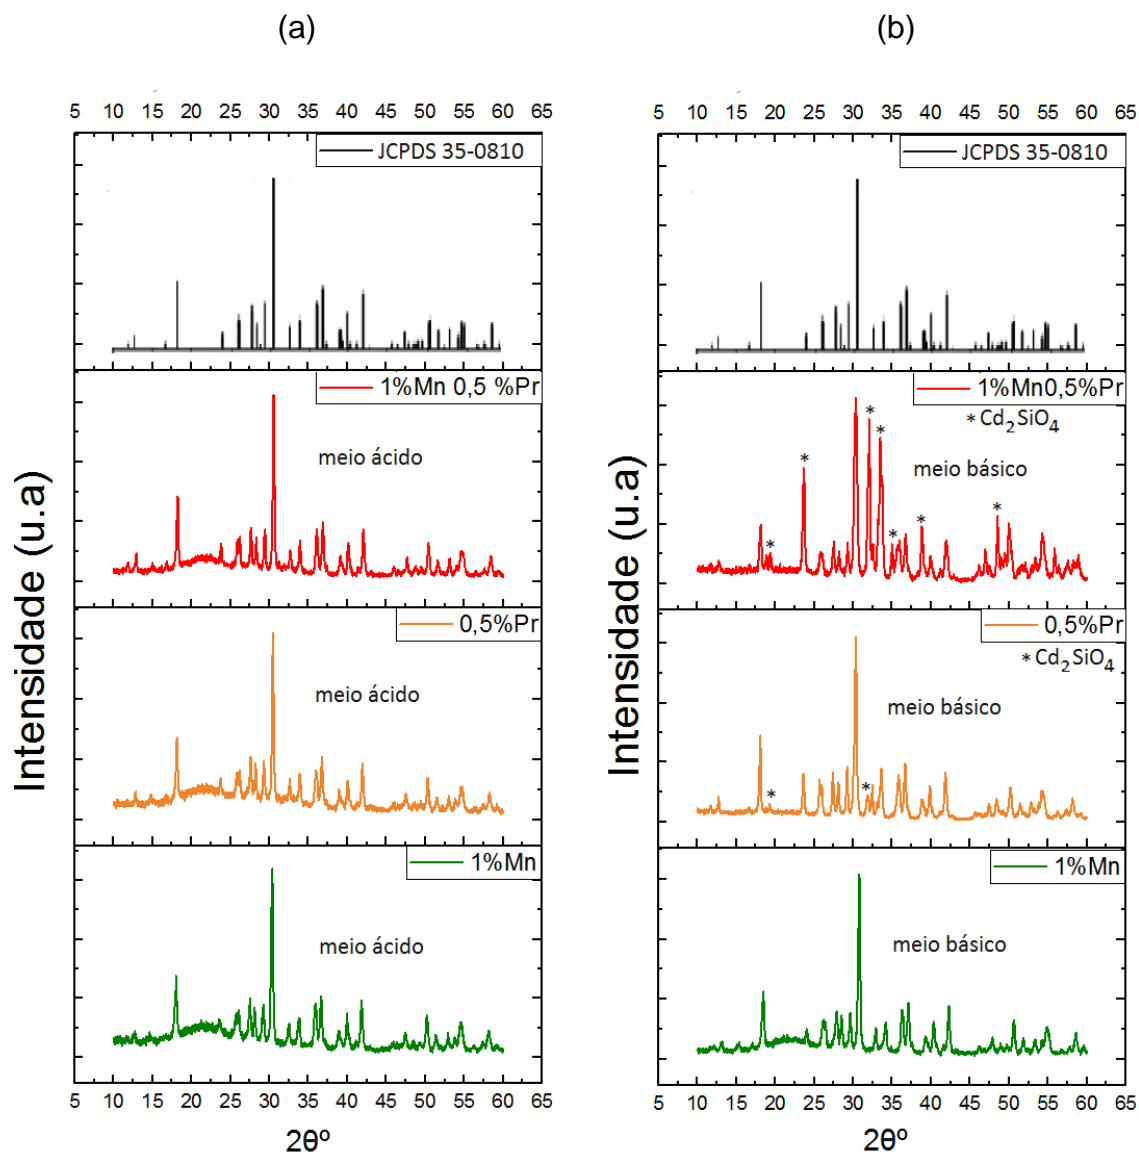 (a)
(b)
5 10 15 20 25 30 35 40 45 50 55 60 65
5 10 15 20 25 30 35 40 45 50 55 60 65
JCPDS 35-0810
JCPDS 35-0810
1%Mn 0,5 %Pr
meio ácido
1%Mn0,5%Pr
*Cd₂SiO₄
meio básico
* * * * * * *
Intensidade (u.a)
Intensidade (u.a)
0,5%Pr
meio ácido
0,5%Pr
*Cd₂SiO₄
meio básico
* *
1%Mn
meio ácido
1%Mn
meio básico
5 10 15 20 25 30 35 40 45 50 55 60 65
5 10 15 20 25 30 35 40 45 50 55 60 65
2θº
2θº